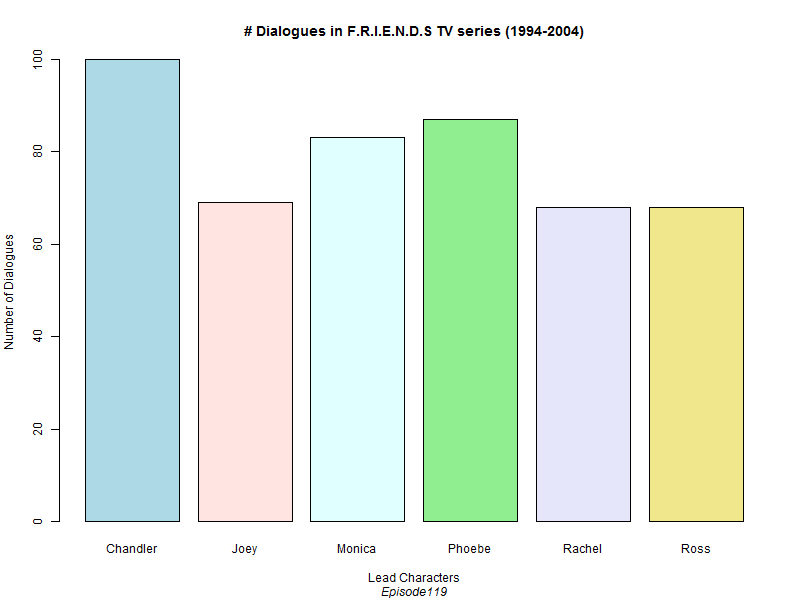 # Dialogues in F.R.I.E.N.D.S TV series (1994-2004)
Number of Dialogues
100
80
60
40
20
0
Chandler Joey Monica Phoebe Rachel Ross
Lead Characters
Episode119